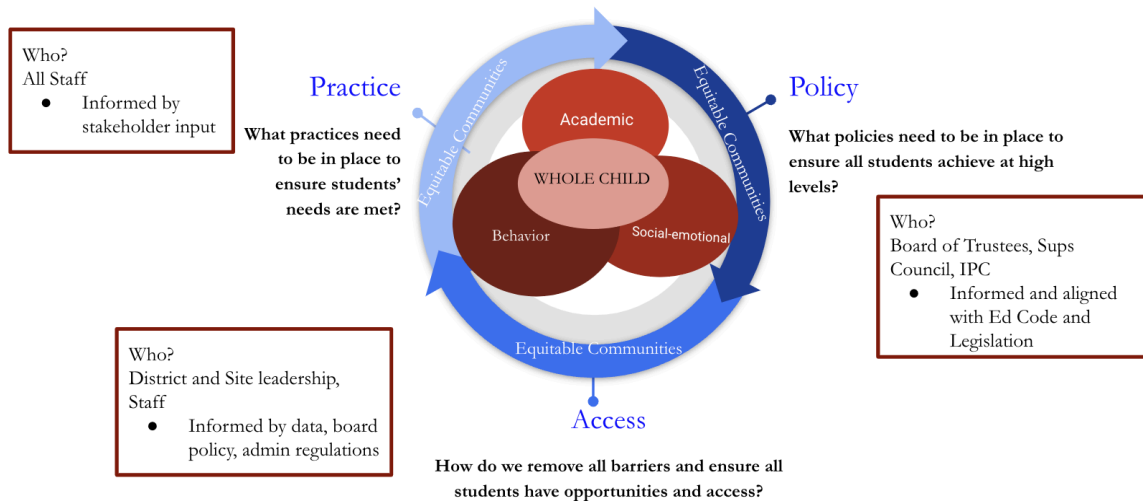 Who?
All Staff
● Informed by
stakeholder input
Practice
What practices need
to be in place to
ensure students’
needs are met?
Equitable Communities
Equitable Communities
Equitable Communities
Academic
WHOLE CHILD
Behavior
Social-emotional
Policy
What policies need to be in place to
ensure all students achieve at high
levels?
Who?
Board of Trustees, Sups
Council, IPC
● Informed and aligned
with Ed Code and
Legislation
Who?
District and Site leadership,
Staff
● Informed by data, board
policy, admin regulations
Access
How do we remove all barriers and ensure all
students have opportunities and access?